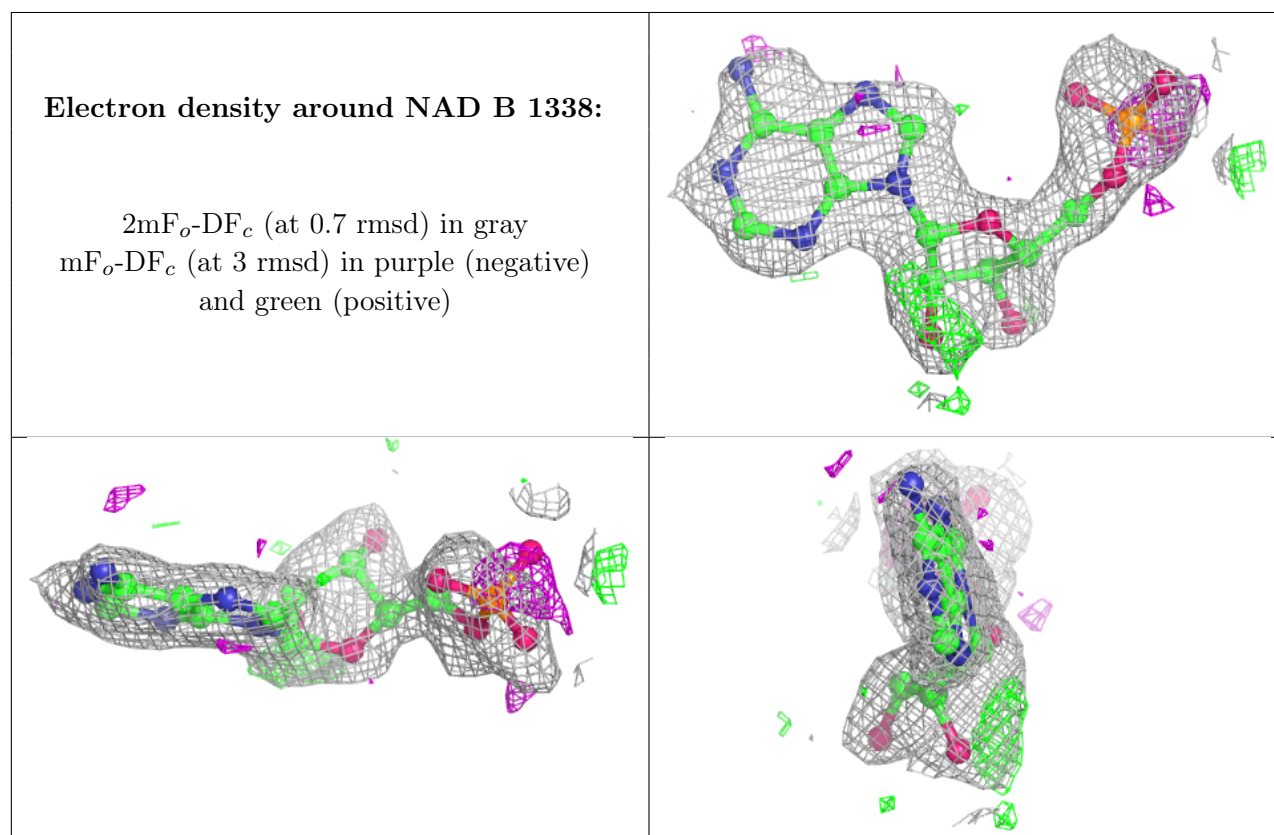 Electron density around NAD B 1338:
2mFo-DFc (at 0.7 rmsd) in gray
mFo-DFc (at 3 rmsd) in purple (negative)
and green (positive)